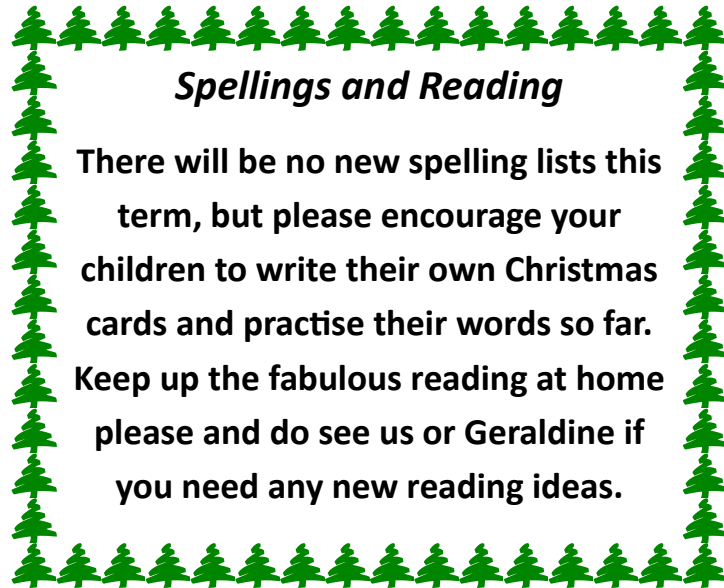 Spellings and Reading
There will be no new spelling lists this
term, but please encourage your
children to write their own Christmas
cards and practise their words so far.
Keep up the fabulous reading at home
please and do see us or Geraldine if
you need any new reading ideas.